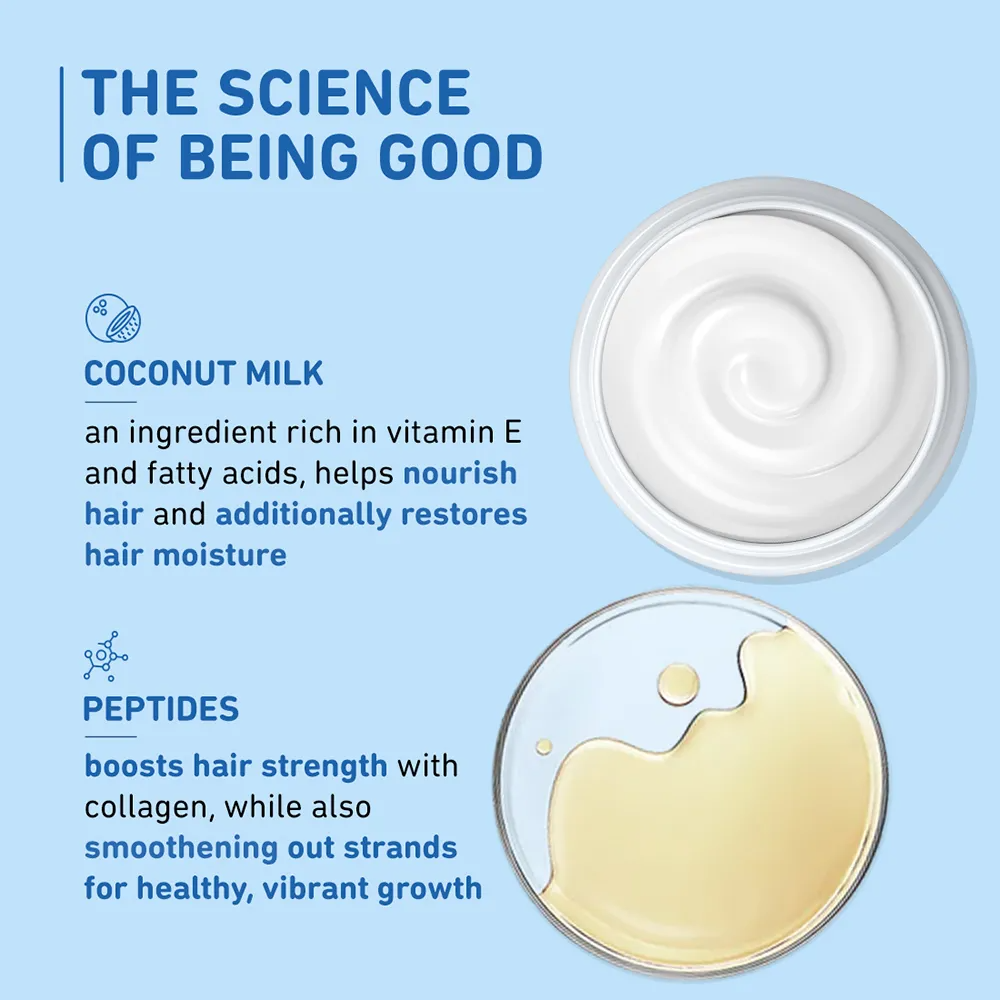 THE SCIENCE
OF BEING GOOD
COCONUT MILK
an ingredient rich in vitamin E
and fatty acids, helps nourish
hair and additionally restores
hair moisture
PEPTIDES
boosts hair strength with
collagen, while also
smoothening out strands
for healthy, vibrant growth